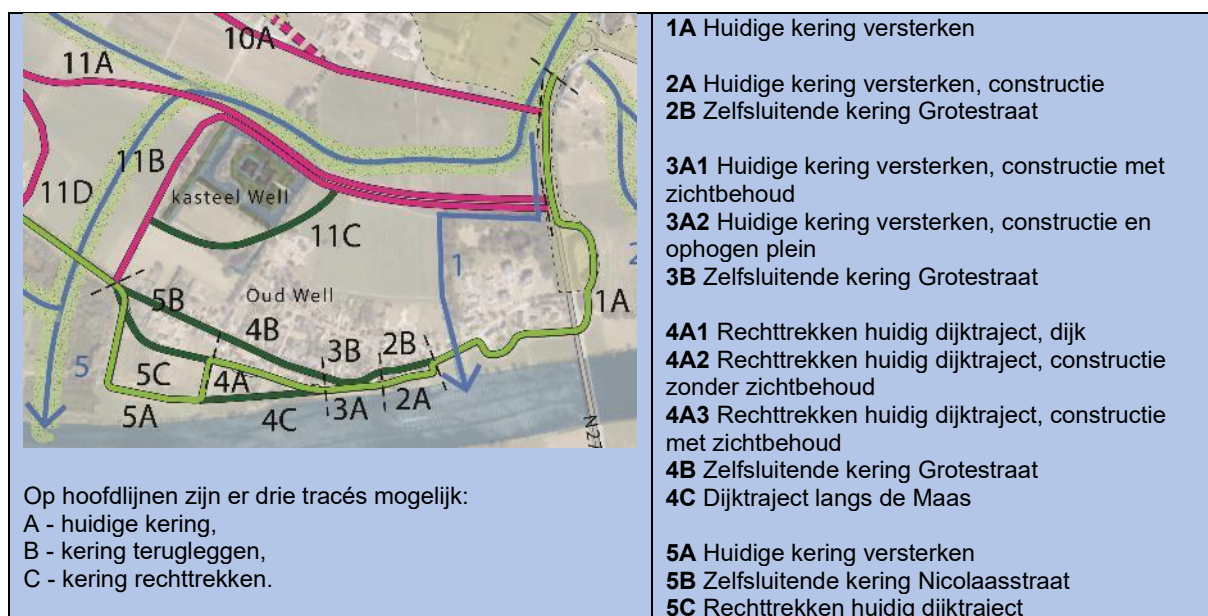 10A
11A
11B
11D
kasteel Well
11C
1
1A
Oud Well
5B
4B
3B
2B
5
5C
4A
5A
4C
3A
2A
2
N27
Op hoofdlijnen zijn er drie tracés mogelijk:
A - huidige kering,
B - kering terugleggen,
C - kering rechttrekken.
1A Huidige kering versterken
2A Huidige kering versterken, constructie
2B Zelfsluitende kering Grotestraat
3A1 Huidige kering versterken, constructie met
zichtbehoud
3A2 Huidige kering versterken, constructie en
ophogen plein
3B Zelfsluitende kering Grotestraat
4A1 Rechttrekken huidig dijktraject, dijk
4A2 Rechttrekken huidig dijktraject, constructie
zonder zichtbehoud
4A3 Rechttrekken huidig dijktraject, constructie
met zichtbehoud
4B Zelfsluitende kering Grotestraat
4C Dijktraject langs de Maas
5A Huidige kering versterken
5B Zelfsluitende kering Nicolaasstraat
5C Rechttrekken huidig dijktraject